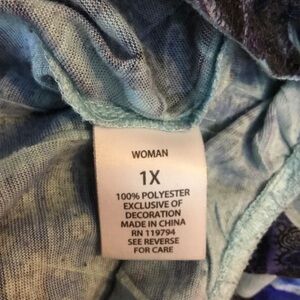 WOMAN
1X
100% POLYESTER
EXCLUSIVE OF
DECORATION
MADE IN CHINA
RN 119794
SEE REVERSE
FOR CARE